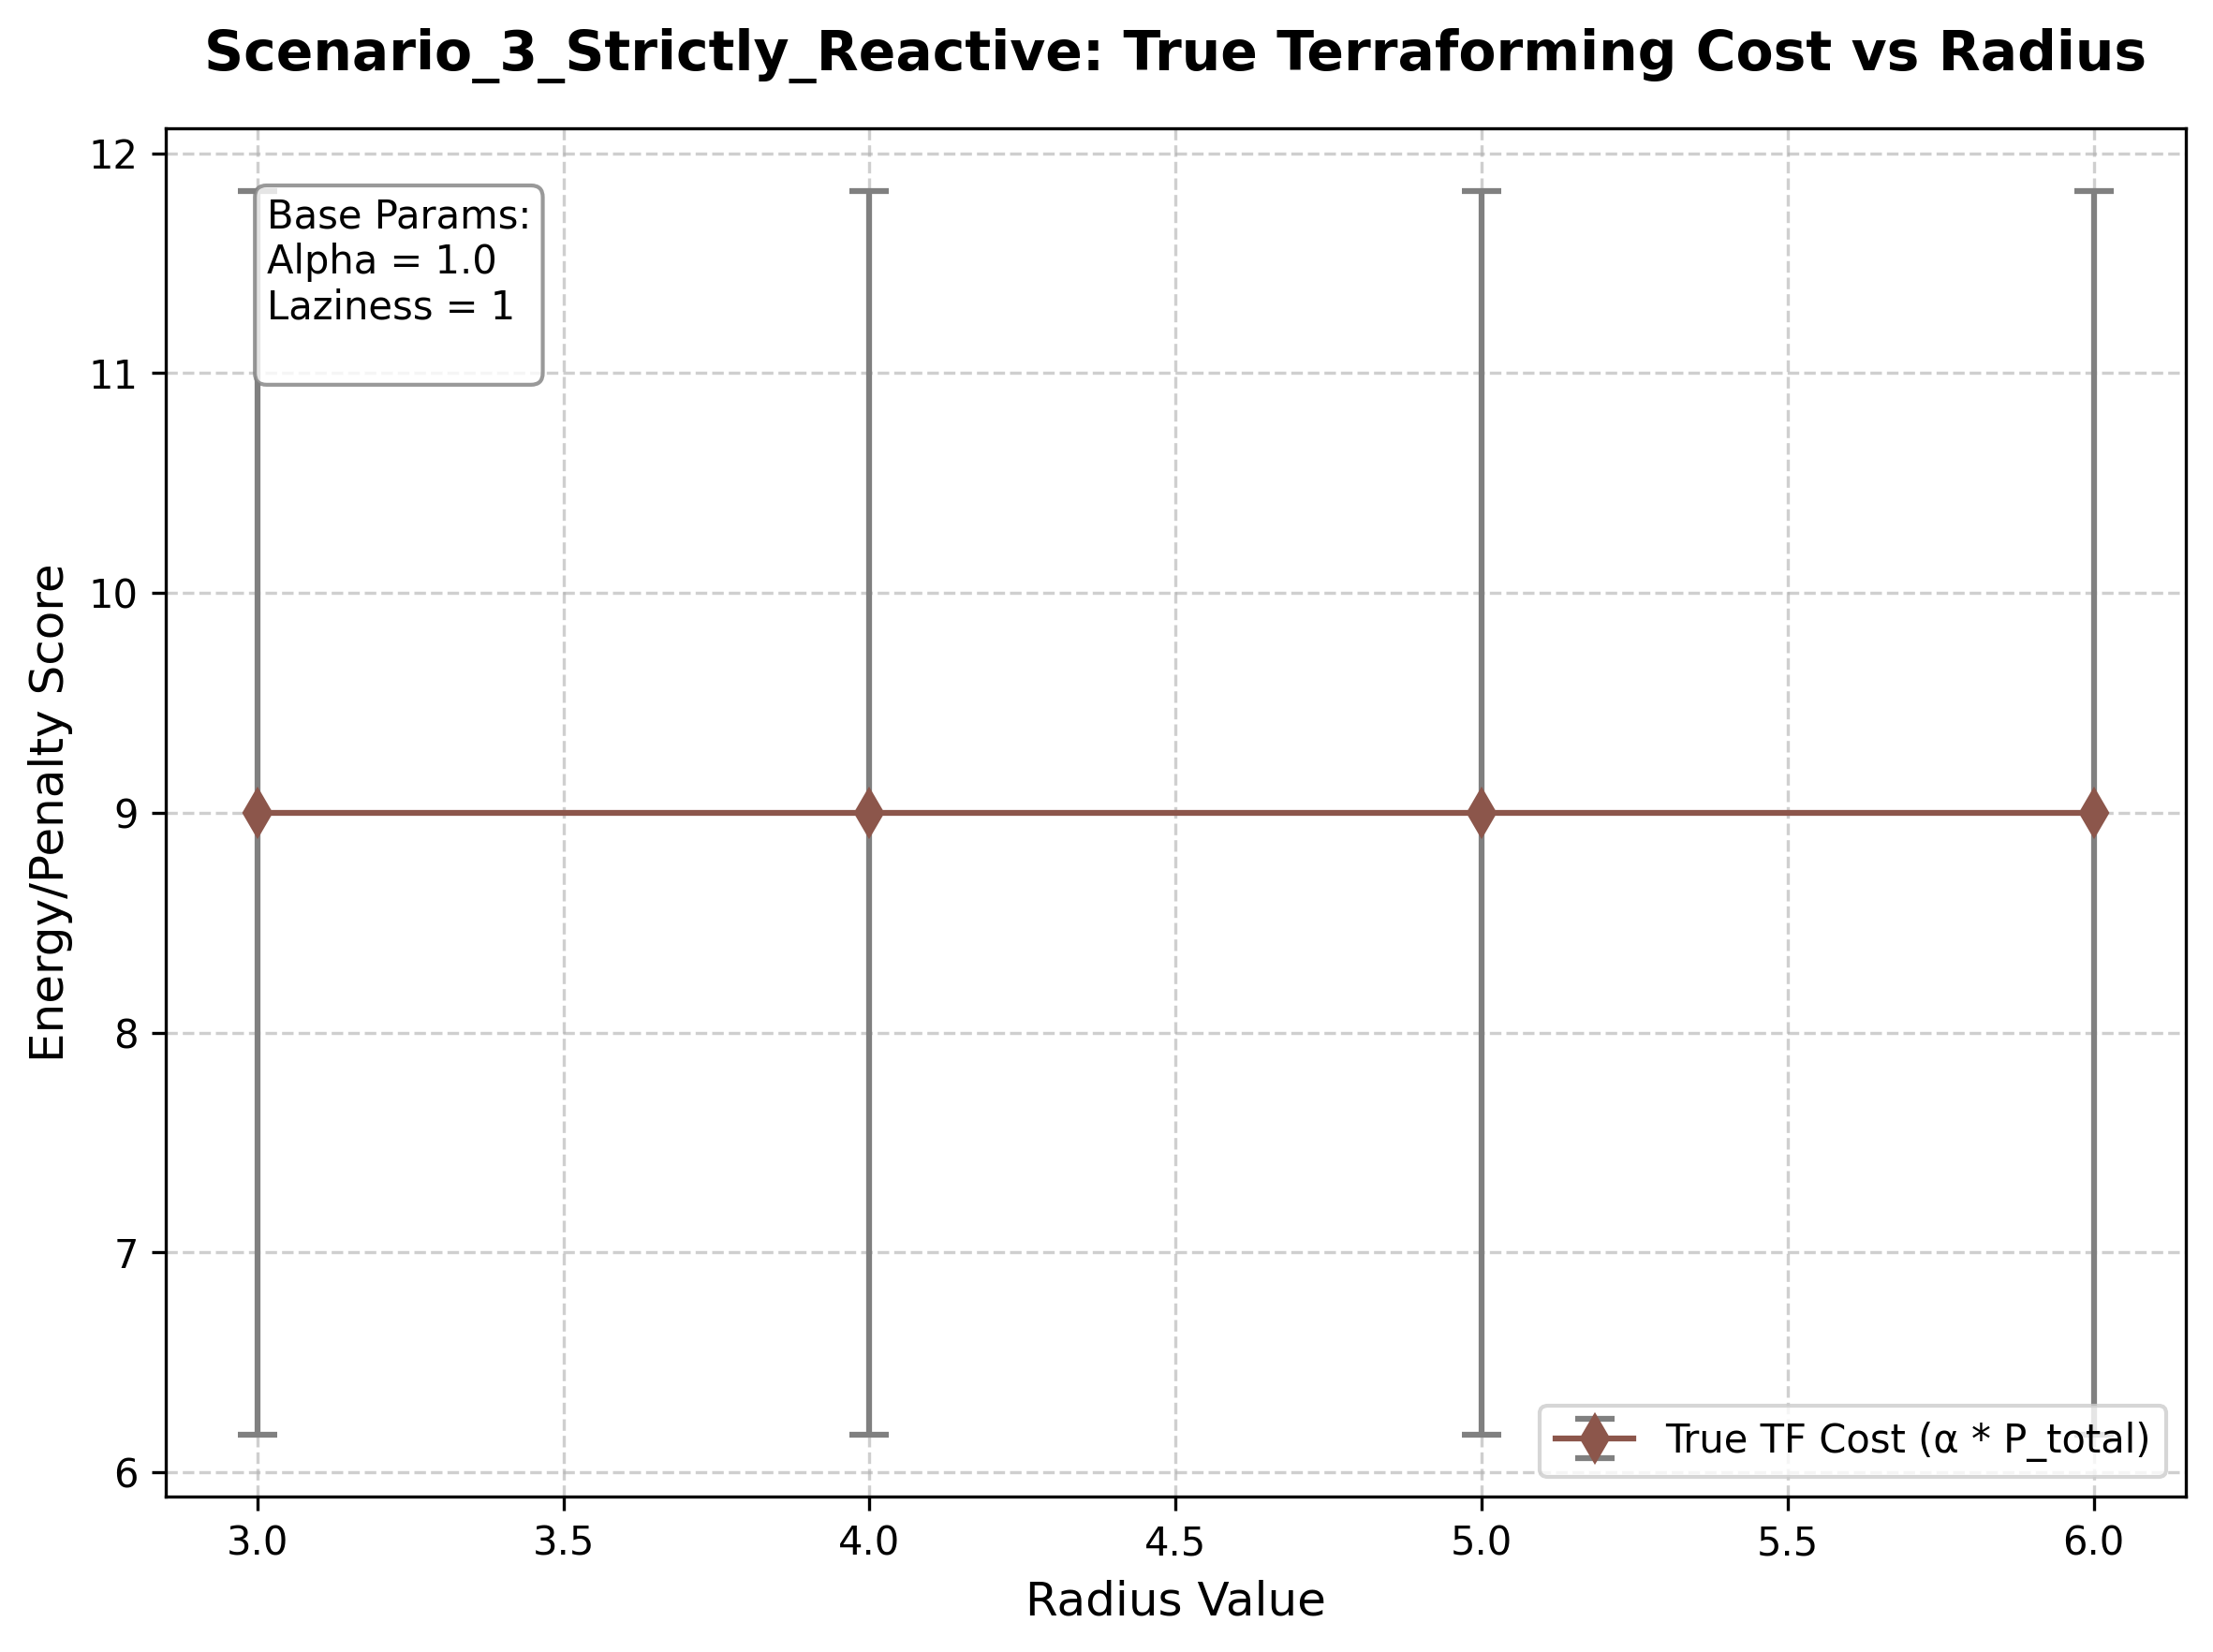 Scenario_3_Strictly_Reactive: True Terraforming Cost vs Radius
12
11
10
9
8
7
6
Energy/Penalty Score
Base Params:
Alpha = 1.0
Laziness = 1
True TF Cost (α * P_total)
3.0 3.5 4.0 4.5 5.0 5.5 6.0
Radius Value